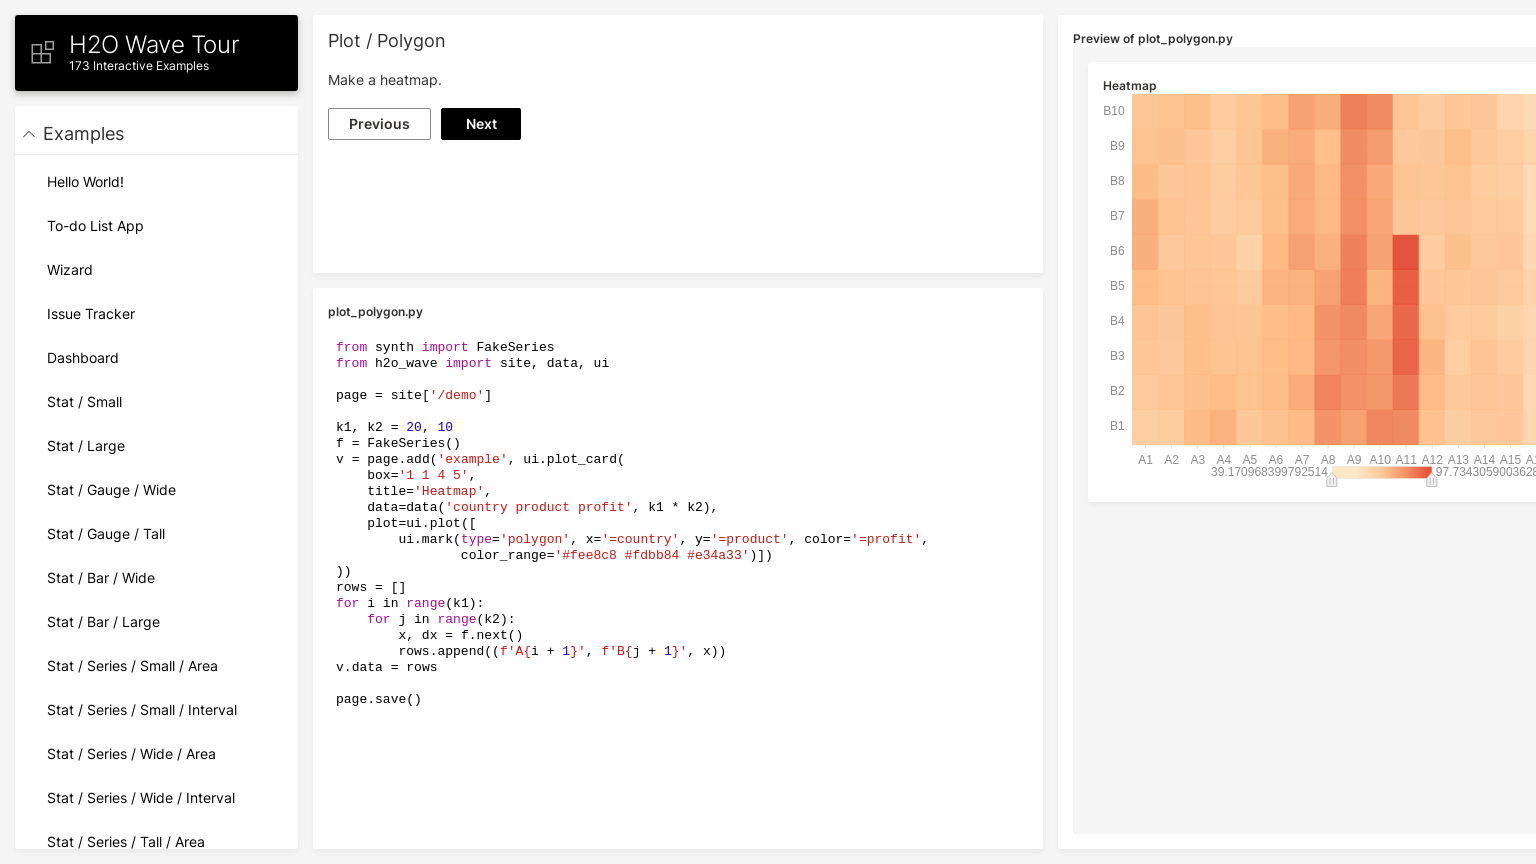 H2O Wave Tour
173 Interactive Examples
Examples
Hello World!
To-do List App
Wizard
Issue Tracker
Dashboard
Stat / Small
Stat / Large
Stat / Gauge / Wide
Stat / Gauge / Tall
Stat / Bar / Wide
Stat / Bar / Large
Stat / Series / Small / Area
Stat / Series / Small / Interval
Stat / Series / Wide / Area
Stat / Series / Wide / Interval
Stat / Series / Tall / Area
Plot / Polygon
Make a heatmap.
Previous
Next
plot_polygon.py
from synth import FakeSeries
from h2o_wave import site, data, ui
page = site['/demo']
k1, k2 = 20, 10
f = FakeSeries()
v = page.add('example', ui.plot_card(
    box='1 1 4 5',
    title='Heatmap',
    data=data('country product profit', k1 * k2),
    plot=ui.plot([
        ui.mark(type='polygon', x='=country', y='=product', color='=profit',
                color_range='#fee8c8 #fdbb84 #e34a33')])
))
rows = []
for i in range(k1):
    for j in range(k2):
        x, dx = f.next()
        rows.append((f'A{i + 1}', f'B{j + 1}', x))
v.data = rows
page.save()
Preview of plot_polygon.py
Heatmap
B10
B9
B8
B7
B6
B5
B4
B3
B2
B1
A1 A2 A3 A4 A5 A6 A7 A8 A9 A10 A11 A12 A13 A14 A15
39.170968399792514 97.7343059003628